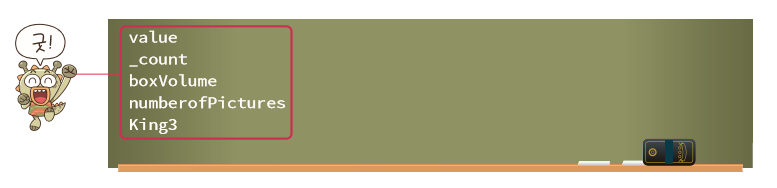 굿!
value
_count
boxVolume
numberofPictures
King3